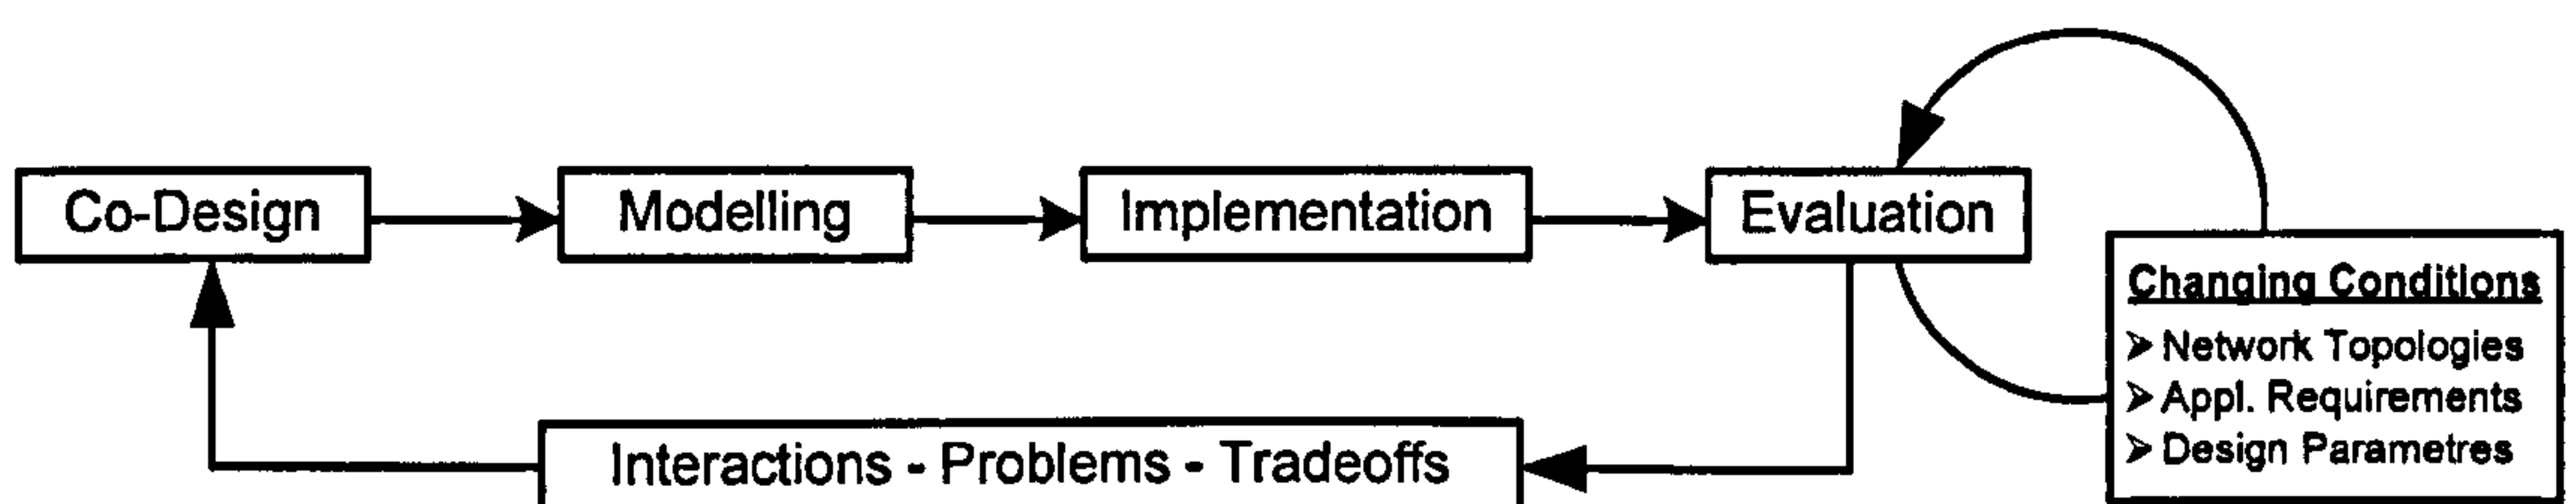 Co-Design
Modelling
Implementation
Evaluation
Changing Conditions
➢ Network Topologies
➢ Appl. Requirements
➢ Design Parametres
Interactions - Problems - Tradeoffs